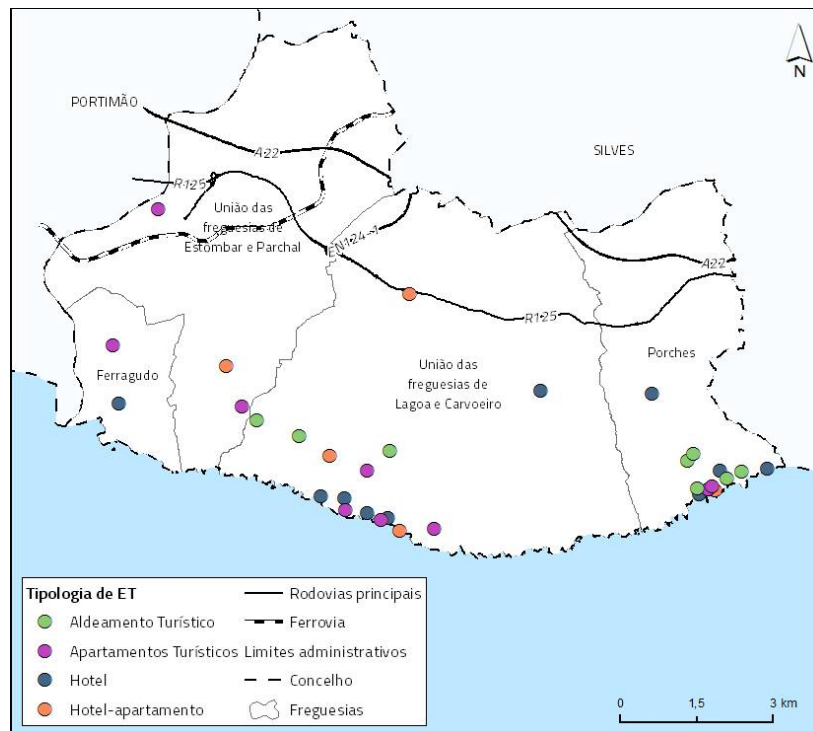 N
PORTIMÃO
A22
SILVES
R125
União das
freguesias de
Estombar e Parchal
EN124-1
A22
R125
Porches
Ferragudo
União das
freguesias de
Lagoa e Carvoeiro
Tipologia de ET
Aldeamento Turístico
Apartamentos Turísticos
Hotel
Hotel-apartamento
Rodovias principais
Ferrovia
Limites administrativos
Concelho
Freguesias
0 1,5 3 km